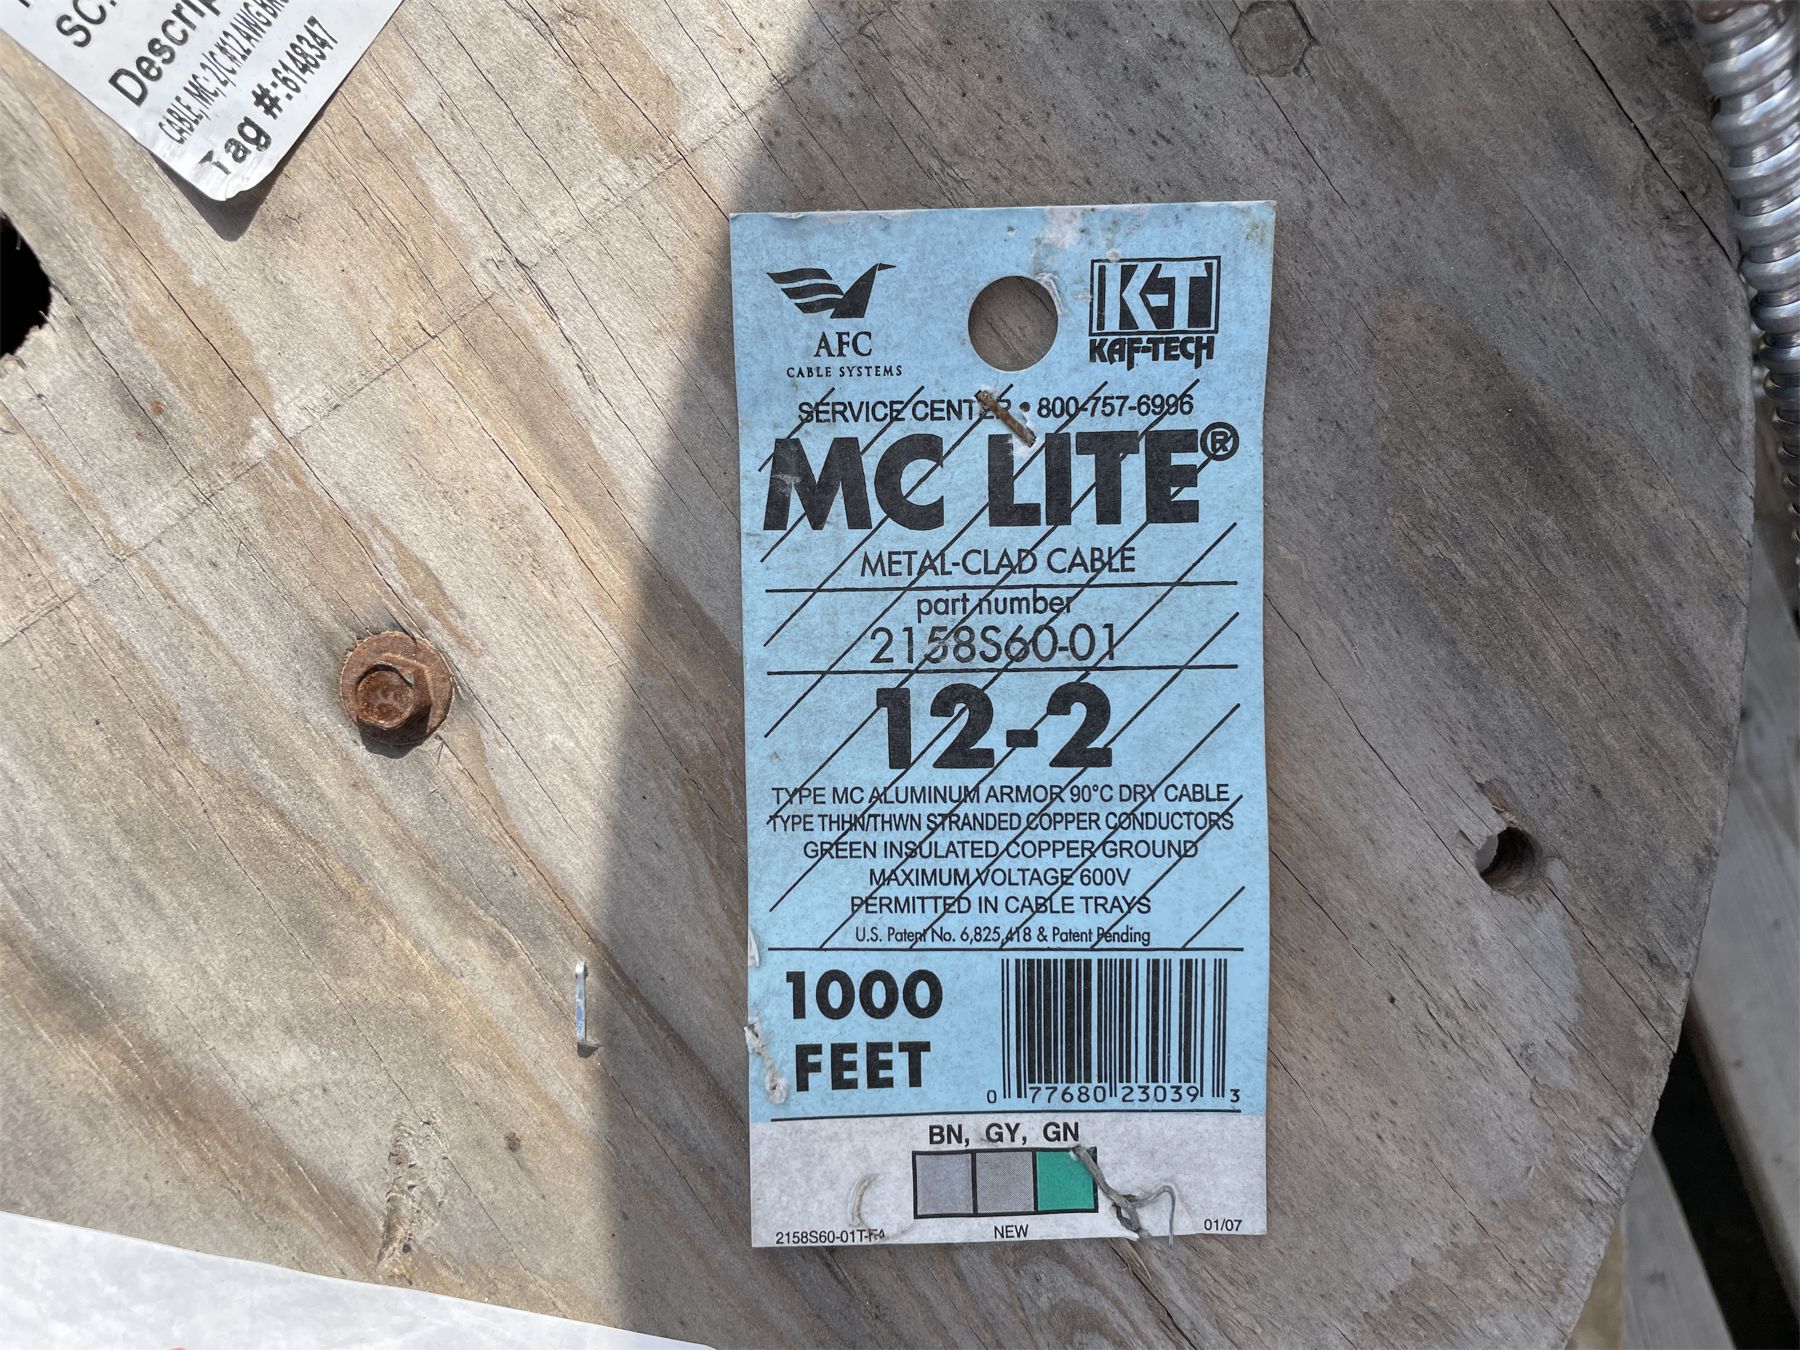 SC
Descrip
CABLE, MC; 2/C #12 AWG
Tag #:6148347
AFC
CABLE SYSTEMS
KT
KAF-TECH
SERVICE CENTER • 800-757-6996
MC LITE®
METAL-CLAD CABLE
part number
2158S60-01
12-2
TYPE MC ALUMINUM ARMOR 90°C DRY CABLE
TYPE THHN/THWN STRANDED COPPER CONDUCTORS
GREEN INSULATED COPPER GROUND
MAXIMUM VOLTAGE 600V
PERMITTED IN CABLE TRAYS
U.S. Patent No. 6,825,418 & Patent Pending
1000
FEET
0 77680 23039 3
BN, GY, GN
2158S60-01T-FA
NEW
01/07